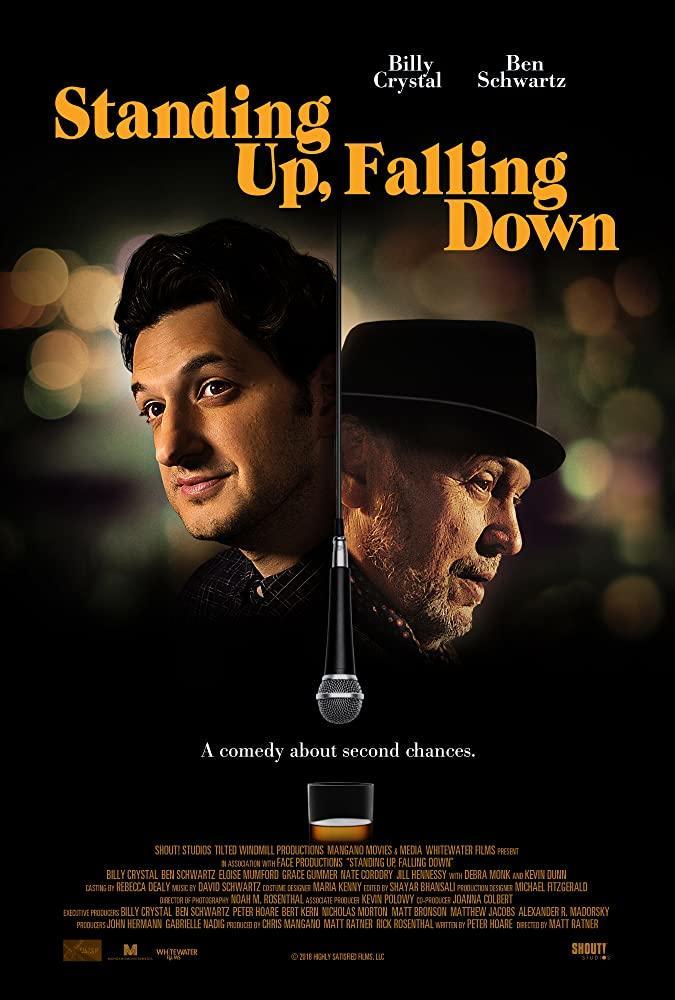 Billy Crystal
Ben Schwartz
Standing
Up, Falling
Down
A comedy about second chances.
SHOUT! STUDIOS TILTED WINDMILL PRODUCTIONS MANGANO MOVIES & MEDIA WHITEWATER FILMS PRESENT
IN ASSOCIATION WITH FACE PRODUCTIONS "STANDING UP, FALLING DOWN"
BILLY CRYSTAL BEN SCHWARTZ ELOISE MUMFORD GRACE GUMMER NATE CORDDRY JILL HENNESSY WITH DEBRA MONK AND KEVIN DUNN
CASTING BY REBECCA DEALY MUSIC BY DAVID SCHWARTZ COSTUME DESIGNER MARIA KENNY EDITED BY SHAYAR BHANSALI PRODUCTION DESIGNER MICHAEL FITZGERALD
DIRECTOR OF PHOTOGRAPHY NOAH M. ROSENTHAL ASSOCIATE PRODUCER KEVIN POLOWY CO-PRODUCER JOANNA COLBERT
EXECUTIVE PRODUCERS BILLY CRYSTAL BEN SCHWARTZ PETER HOARE BERT KERN NICHOLAS MORTON MATT BRONSON MATTHEW JACOBS ALEXANDER R. MADORSKY
PRODUCERS JOHN HERMANN GABRIELLE NADIG PRODUCED BY CHRIS MANGANO MATT RATNER RICK ROSENTHAL WRITTEN BY PETER HOARE DIRECTED BY MATT RATNER
M
WHITEWATER
FILMS
© 2018 HIGHLY SATISFIED FILMS, LLC
SHOUT!
STUDIOS